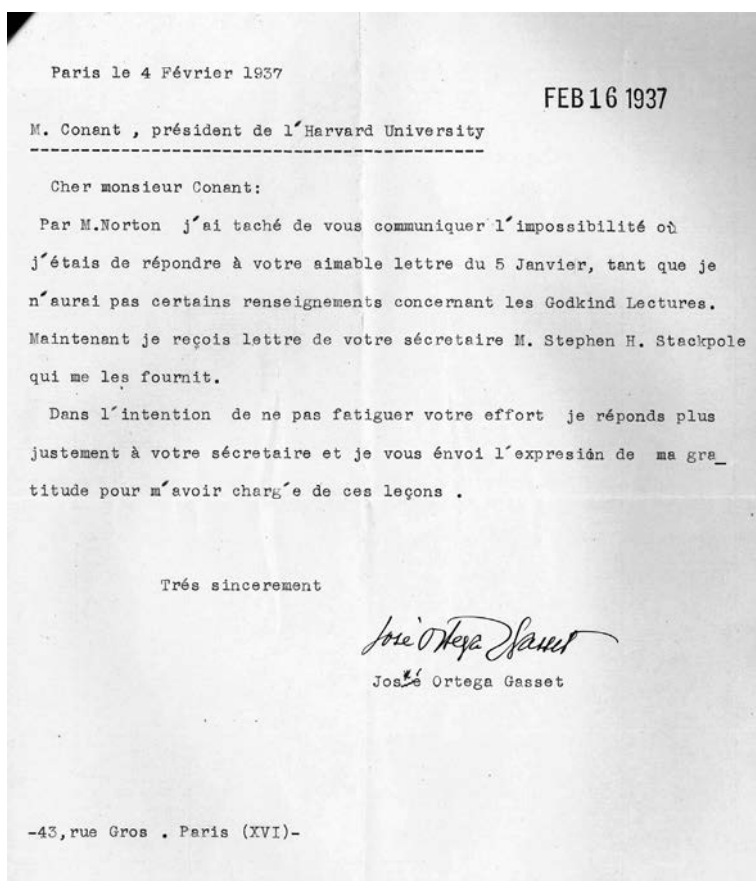 Paris le 4 Février 1937
FEB 16 1937
M. Conant , président de l´Harvard University
----------------------------------------------
Cher monsieur Conant:
Par M.Norton j´ai taché de vous communiquer l´impossibilité où
j´étais de répondre à votre aimable lettre du 5 Janvier, tant que je
n´aurai pas certains renseignements concernant les Godkind Lectures.
Maintenant je reçois lettre de votre sécretaire M. Stephen H. Stackpole
qui me les fournit.
Dans l´intention de ne pas fatiguer votre effort je réponds plus
justement à votre sécretaire et je vous énvoi l´expresión de ma gra_
titude pour m´avoir charg´e de ces leçons .
Trés sincerement
José Ortega Gasset
José Ortega Gasset
-43,rue Gros . Paris (XVI)-